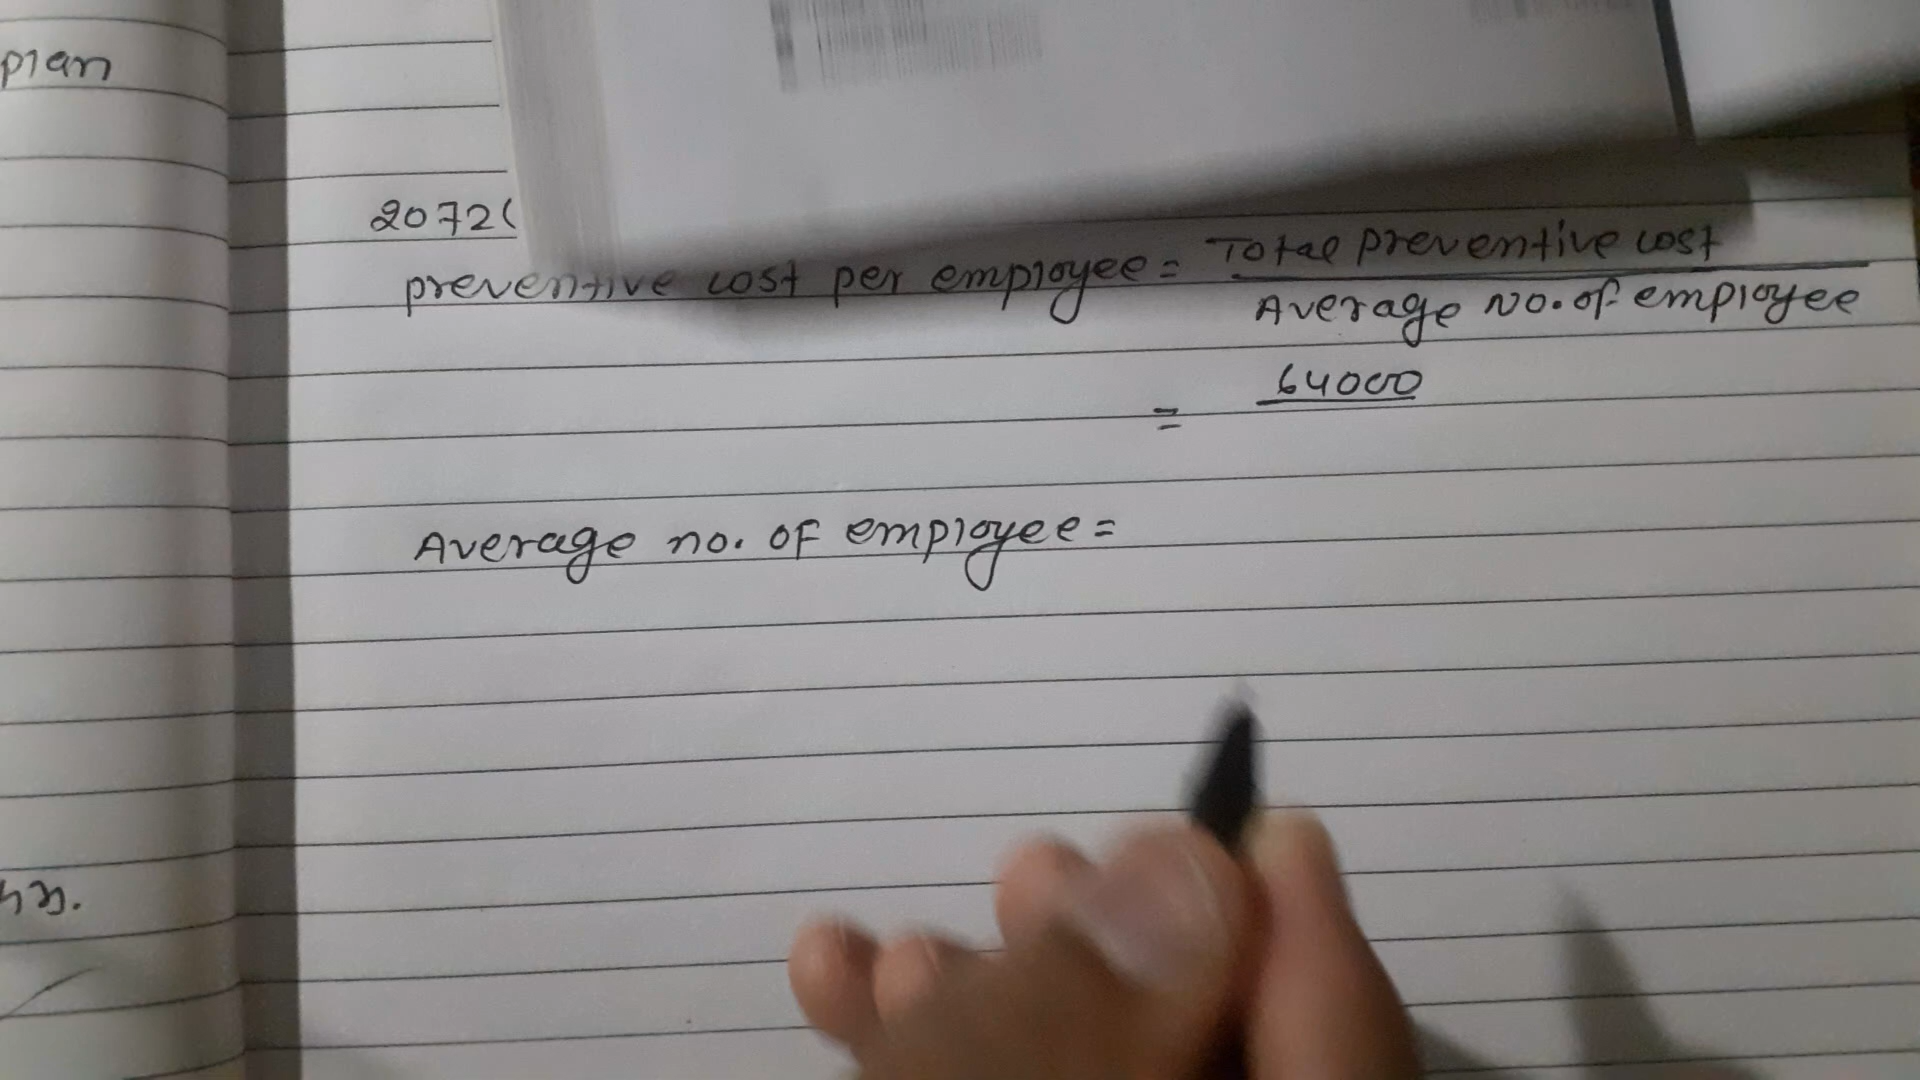 plan
2072(
preventive cost per employee = Total preventive cost
Average No. of employee
= 64000
Average no. of employee =